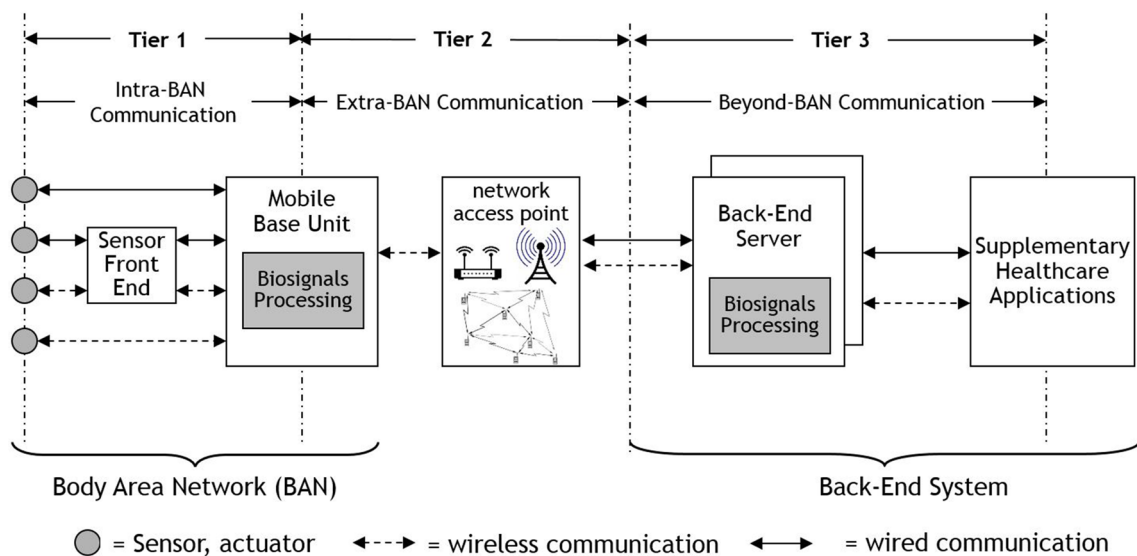 Tier 1
Tier 2
Tier 3
Intra-BAN
Communication
Extra-BAN Communication
Beyond-BAN Communication
Mobile
Base Unit
Biosignals
Processing
Sensor
Front
End
network
access point
Back-End
Server
Biosignals
Processing
Supplementary
Healthcare
Applications
Body Area Network (BAN)
Back-End System
= Sensor, actuator
= wireless communication
= wired communication